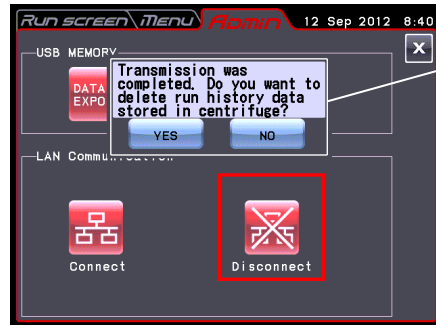 Run screen Menu Admin 12 Sep 2012 8:40
USB MEMORY
X
DATA
EXPO
Transmission was
completed. Do you want to
delete run history data
stored in centrifuge?
YES NO
LAN Commu
Connect Disconnect